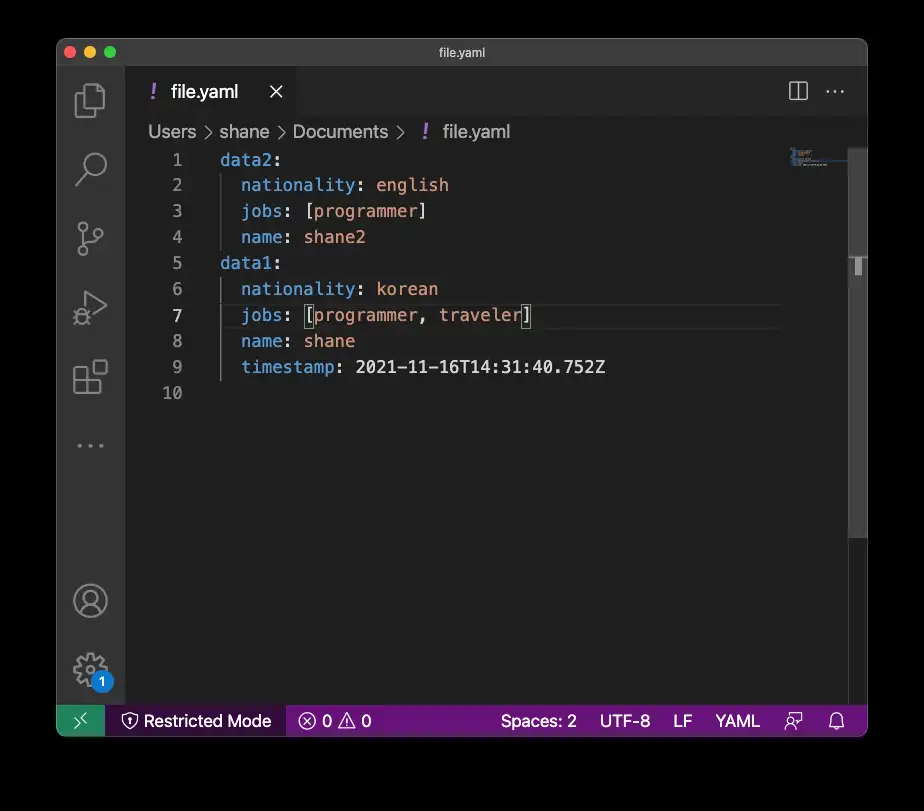 file.yaml
! file.yaml ×
Users > shane > Documents > ! file.yaml
1 data2:
2   nationality: english
3   jobs: [programmer]
4   name: shane2
5 data1:
6   nationality: korean
7   jobs: [programmer, traveler]
8   name: shane
9   timestamp: 2021-11-16T14:31:40.752Z
10
1
Restricted Mode 0 0 Spaces: 2 UTF-8 LF YAML